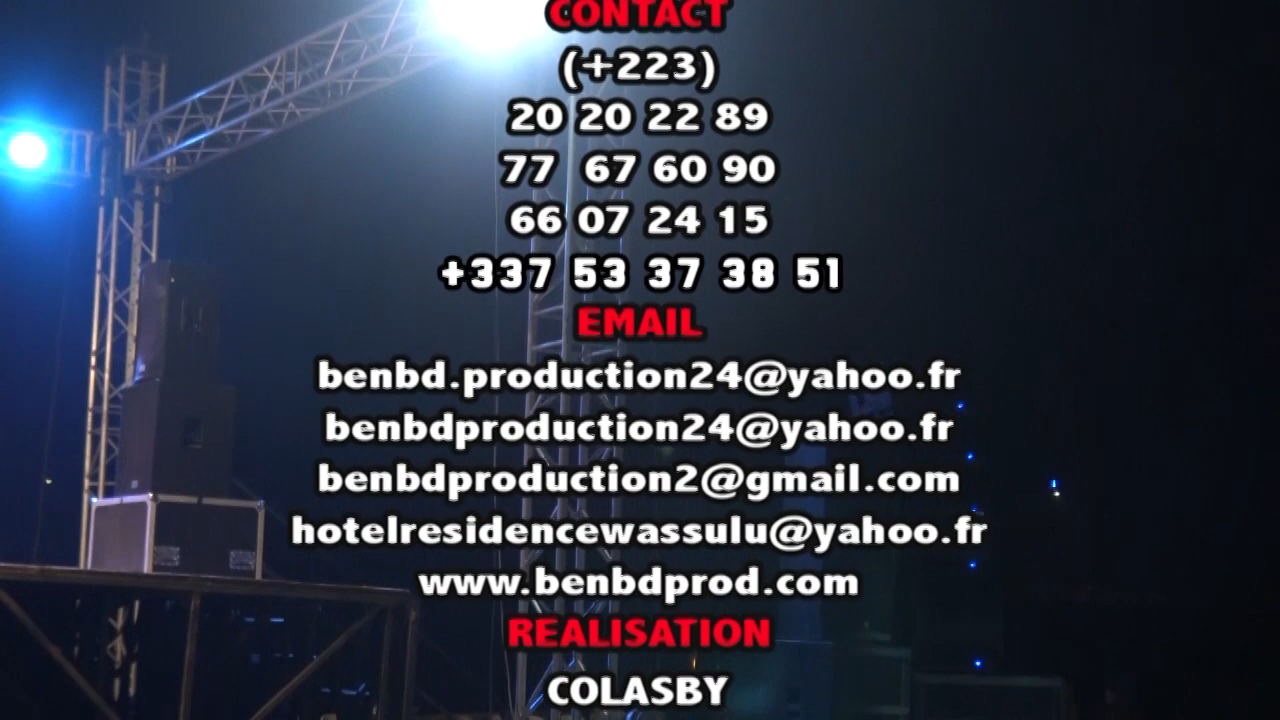 CONTACT
(+223)
20 20 22 89
77 67 60 90
66 07 24 15
+337 53 37 38 51
EMAIL
benbd.production24@yahoo.fr
benbdproduction24@yahoo.fr
benbdproduction2@gmail.com
hotelresidencewassulu@yahoo.fr
www.benbdprod.com
REALISATION
COLASBY